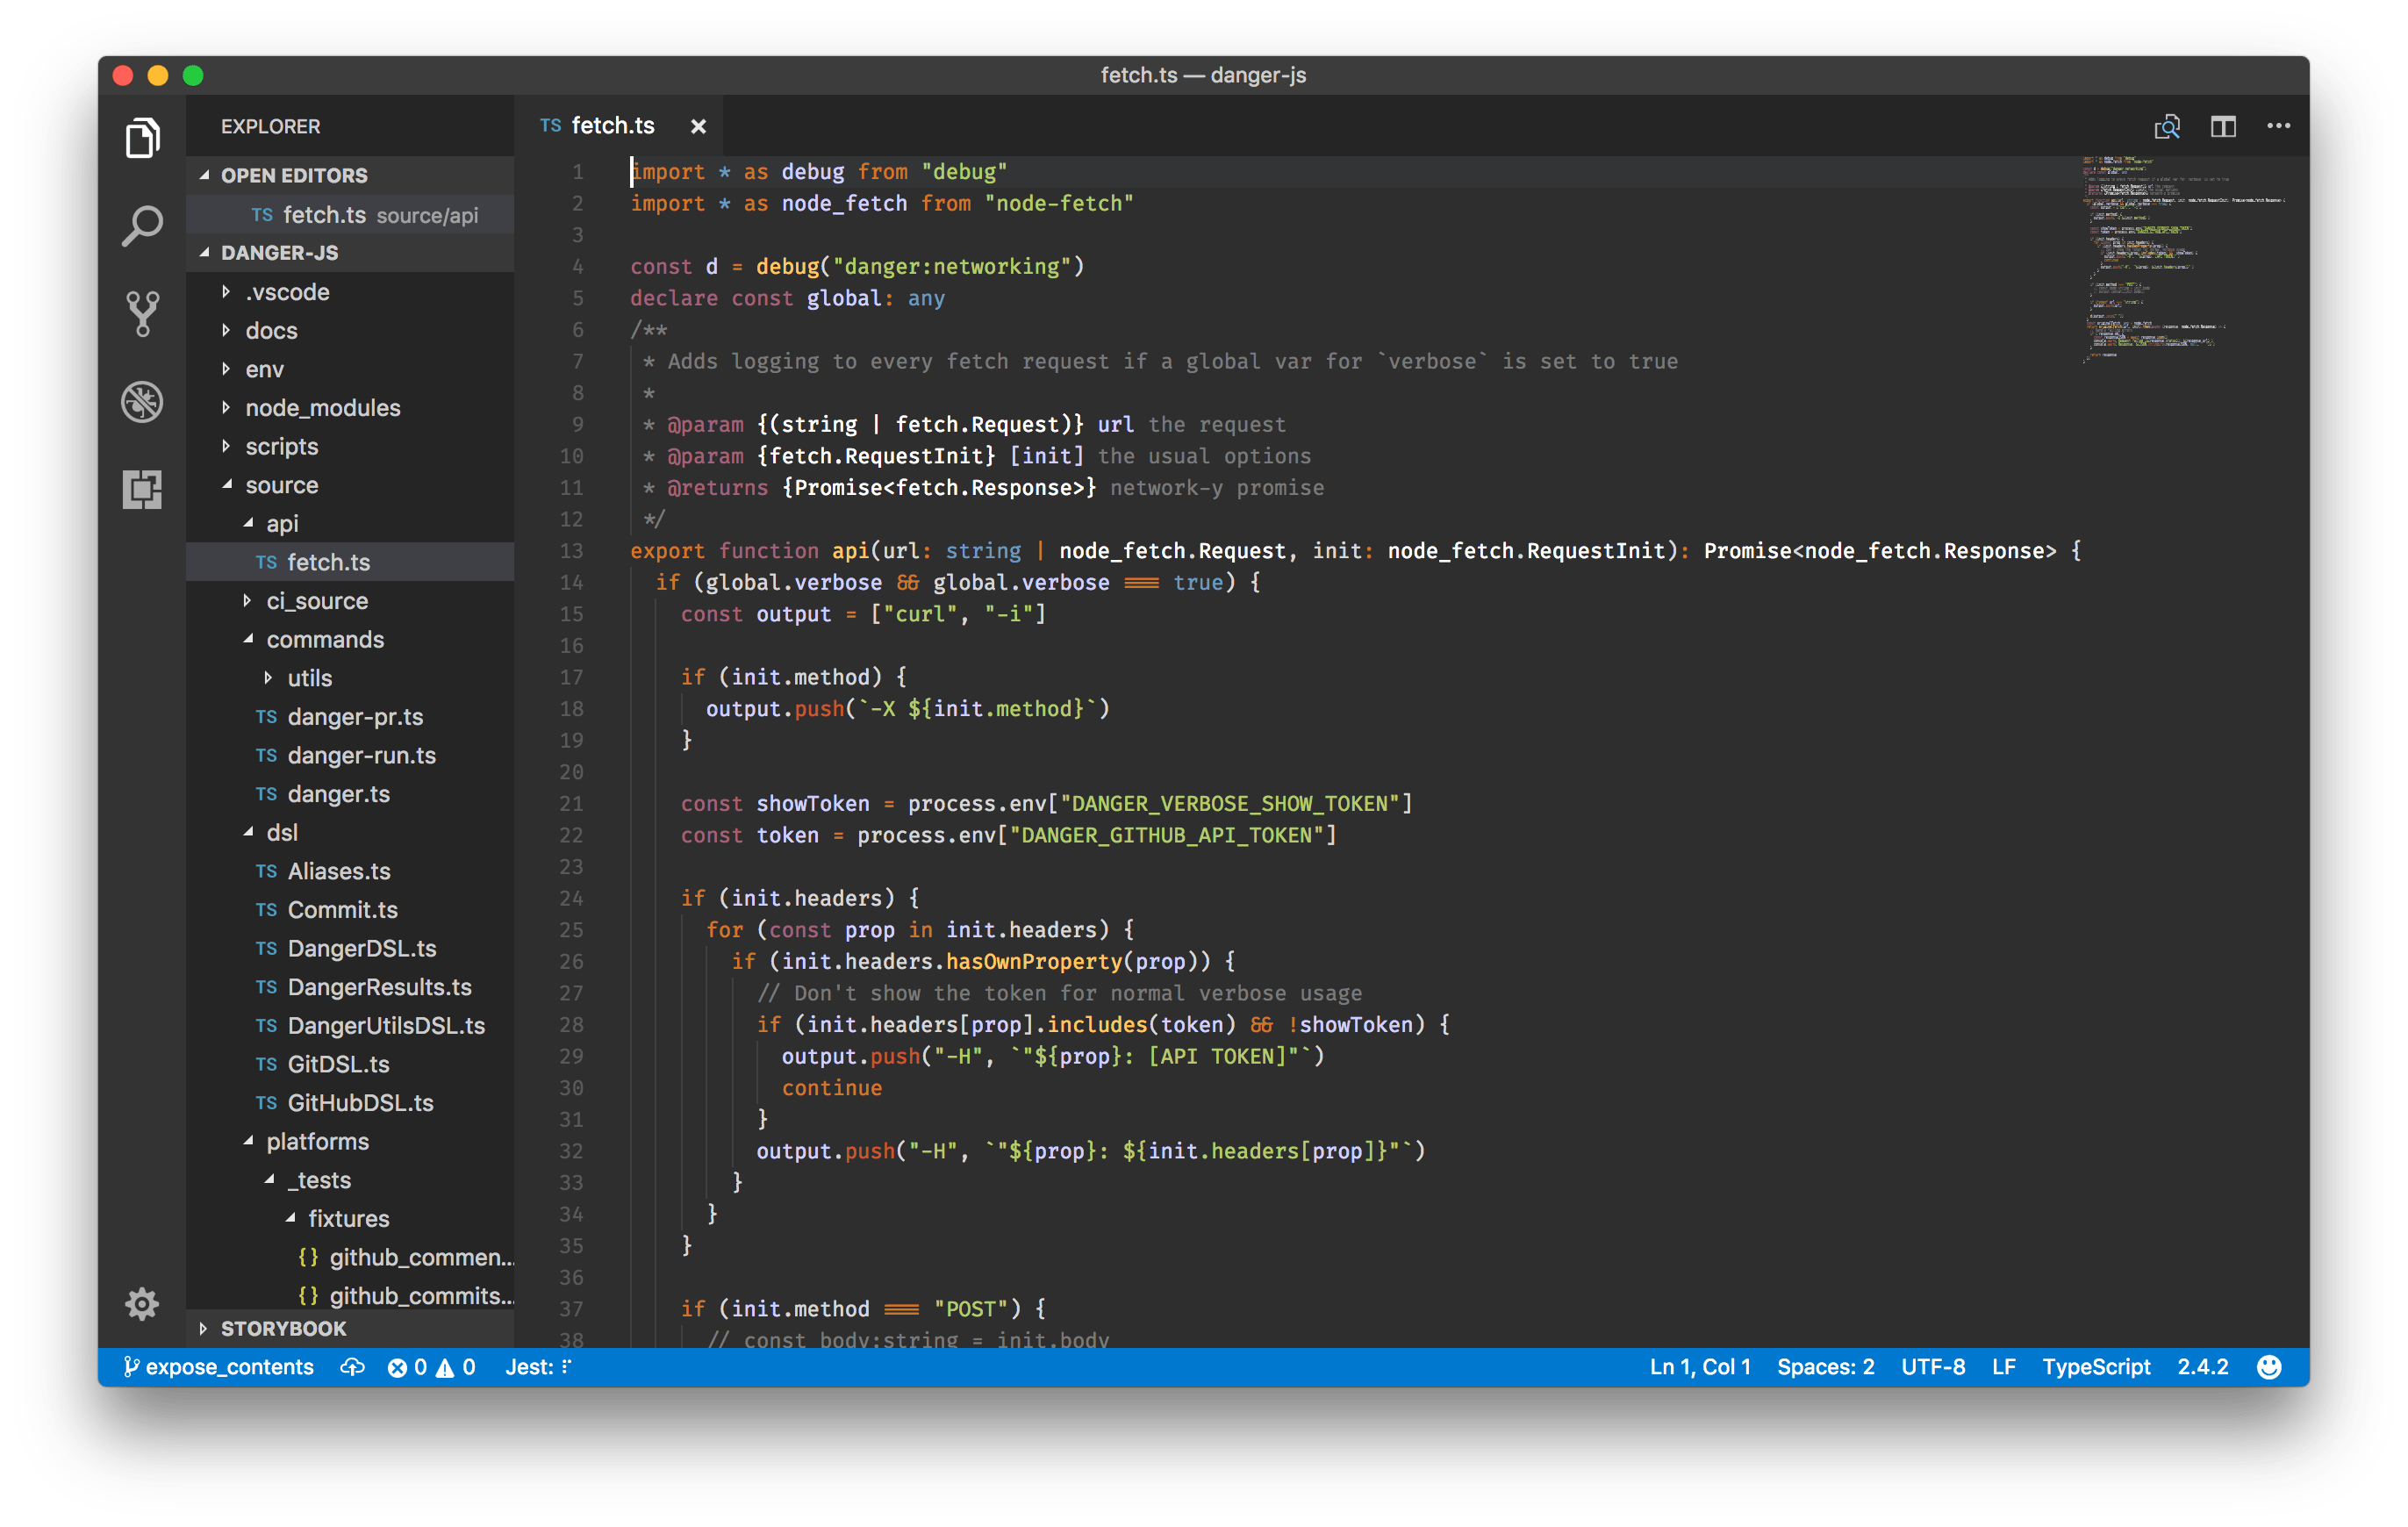 fetch.ts — danger-js
EXPLORER
OPEN EDITORS
TS fetch.ts source/api
DANGER-JS
.vscode
docs
env
node_modules
scripts
source
api
TS fetch.ts
ci_source
commands
utils
TS danger-pr.ts
TS danger-run.ts
TS danger.ts
dsl
TS Aliases.ts
TS Commit.ts
TS DangerDSL.ts
TS DangerResults.ts
TS DangerUtilsDSL.ts
TS GitDSL.ts
TS GitHubDSL.ts
platforms
_tests
fixtures
{} github_commen...
{} github_commits...
STORYBOOK
TS fetch.ts ×
1 import * as debug from "debug"
2 import * as node_fetch from "node-fetch"
3
4 const d = debug("danger:networking")
5 declare const global: any
6 /**
7 * Adds logging to every fetch request if a global var for `verbose` is set to true
8 *
9 * @param {(string | fetch.Request)} url the request
10 * @param {fetch.RequestInit} [init] the usual options
11 * @returns {Promise<fetch.Response>} network-y promise
12 */
13 export function api(url: string | node_fetch.Request, init: node_fetch.RequestInit): Promise<node_fetch.Response> {
14 if (global.verbose && global.verbose === true) {
15 const output = ["curl", "-i"]
16
17 if (init.method) {
18 output.push(`-X ${init.method}`)
19 }
20
21 const showToken = process.env["DANGER_VERBOSE_SHOW_TOKEN"]
22 const token = process.env["DANGER_GITHUB_API_TOKEN"]
23
24 if (init.headers) {
25 for (const prop in init.headers) {
26 if (init.headers.hasOwnProperty(prop)) {
27 // Don't show the token for normal verbose usage
28 if (init.headers[prop].includes(token) && !showToken) {
29 output.push("-H", `"${prop}: [API TOKEN]"`)
30 continue
31 }
32 output.push("-H", `"${prop}: ${init.headers[prop]}"`)
33 }
34 }
35 }
36
37 if (init.method === "POST") {
38 // const body:string = init.body
expose_contents 0 0 Jest: Ln 1, Col 1 Spaces: 2 UTF-8 LF TypeScript 2.4.2